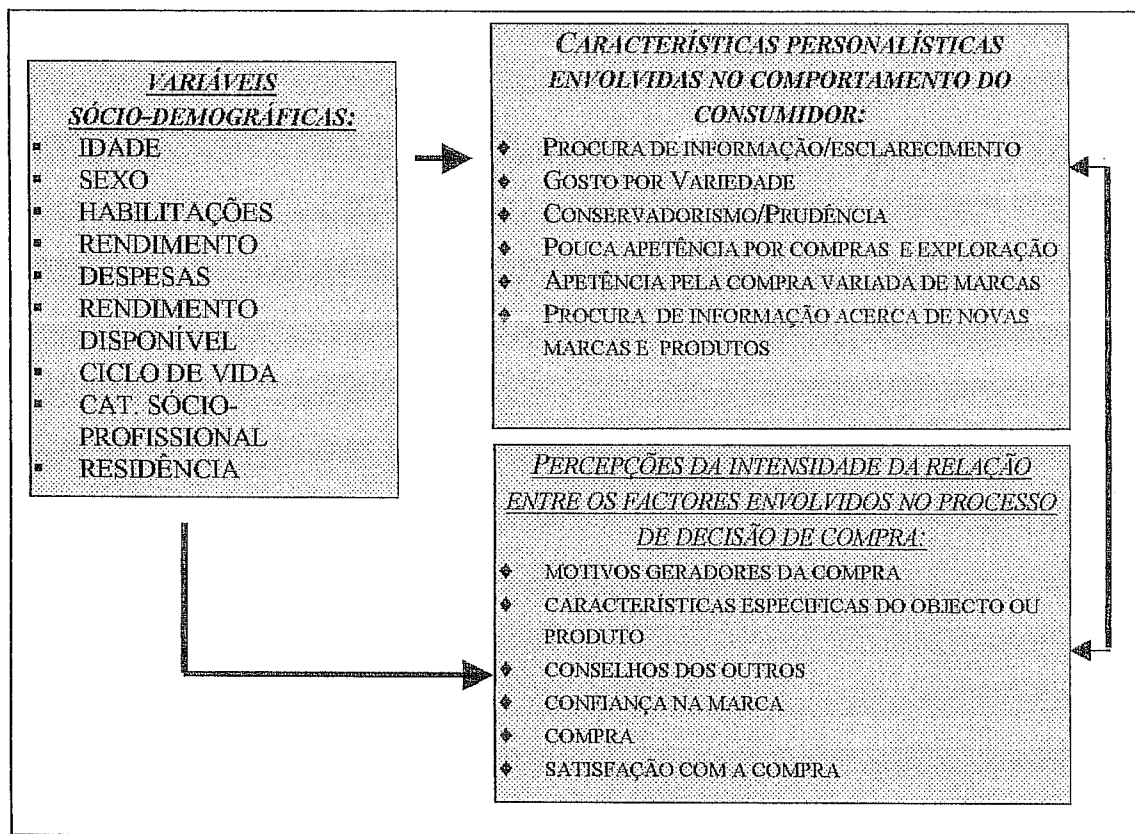 VARIÁVEIS
SÓCIO-DEMOGRÁFICAS:
▪ IDADE
▪ SEXO
▪ HABILITAÇÕES
▪ RENDIMENTO
▪ DESPESAS
▪ RENDIMENTO
DISPONÍVEL
▪ CICLO DE VIDA
▪ CAT. SÓCIO-
PROFISSIONAL
▪ RESIDÊNCIA
CARACTERÍSTICAS PERSONALÍSTICAS
ENVOLVIDAS NO COMPORTAMENTO DO
CONSUMIDOR:
◆ PROCURA DE INFORMAÇÃO/ESCLARECIMENTO
◆ GOSTO POR VARIEDADE
◆ CONSERVADORISMO/PRUDÊNCIA
◆ POUCA APETÊNCIA POR COMPRAS E EXPLORAÇÃO
◆ APETÊNCIA PELA COMPRA VARIADA DE MARCAS
◆ PROCURA DE INFORMAÇÃO ACERCA DE NOVAS
MARCAS E PRODUTOS
PERCEPÇÕES DA INTENSIDADE DA RELAÇÃO
ENTRE OS FACTORES ENVOLVIDOS NO PROCESSO
DE DECISÃO DE COMPRA:
◆ MOTIVOS GERADORES DA COMPRA
◆ CARACTERÍSTICAS ESPECIFICAS DO OBJECTO OU
PRODUTO
◆ CONSELHOS DOS OUTROS
◆ CONFIANÇA NA MARCA
◆ COMPRA
◆ SATISFAÇÃO COM A COMPRA